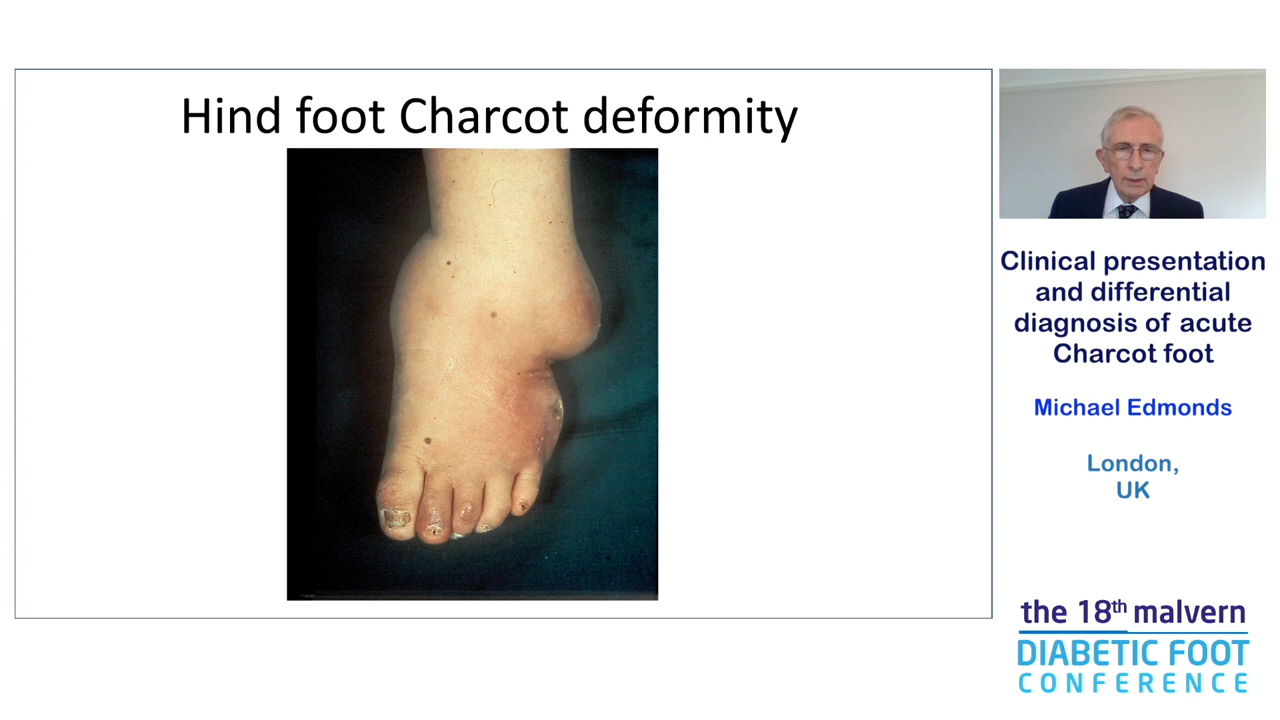 Hind foot Charcot deformity
Clinical presentation
and differential
diagnosis of acute
Charcot foot
Michael Edmonds
London,
UK
the 18th malvern
DIABETIC FOOT
CONFERENCE